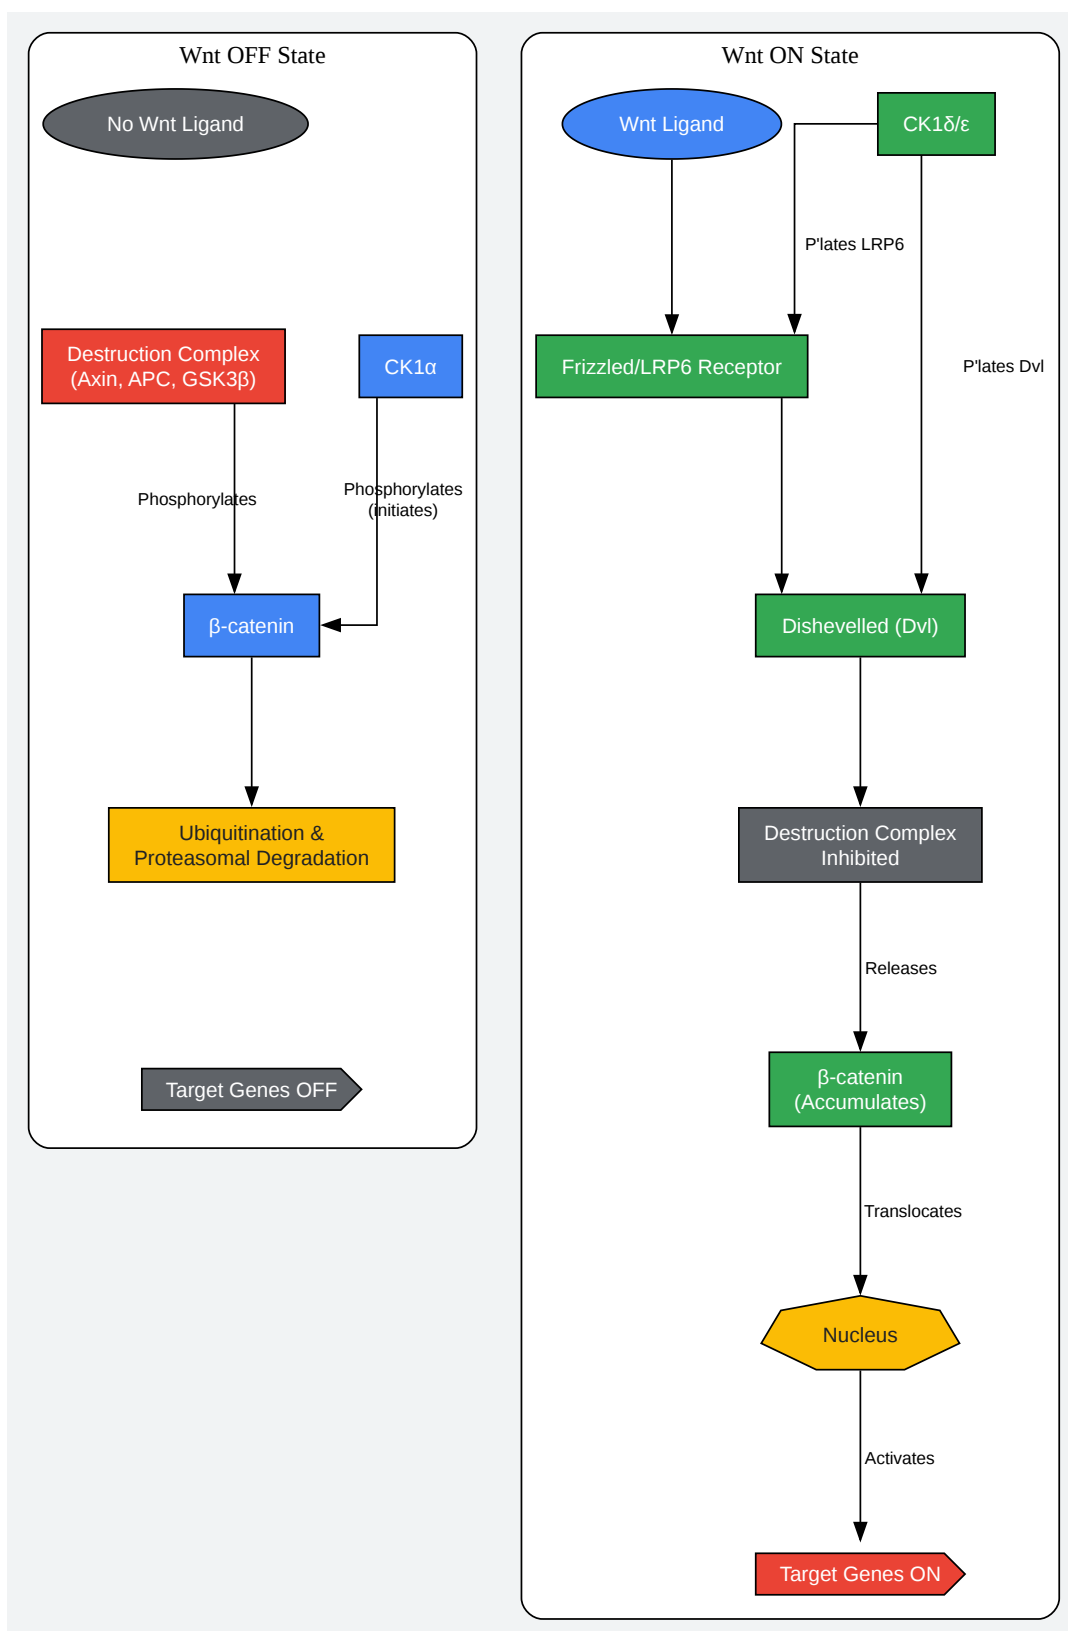 Wnt OFF State
No Wnt Ligand
Destruction Complex
(Axin, APC, GSK3β)
CK1α
Phosphorylates
Phosphorylates
(initiates)
β-catenin
Ubiquitination &
Proteasomal Degradation
Target Genes OFF
Wnt ON State
Wnt Ligand
CK1δ/ε
P'lates LRP6
Frizzled/LRP6 Receptor
P'lates Dvl
Dishevelled (Dvl)
Destruction Complex
Inhibited
Releases
β-catenin
(Accumulates)
Translocates
Nucleus
Activates
Target Genes ON